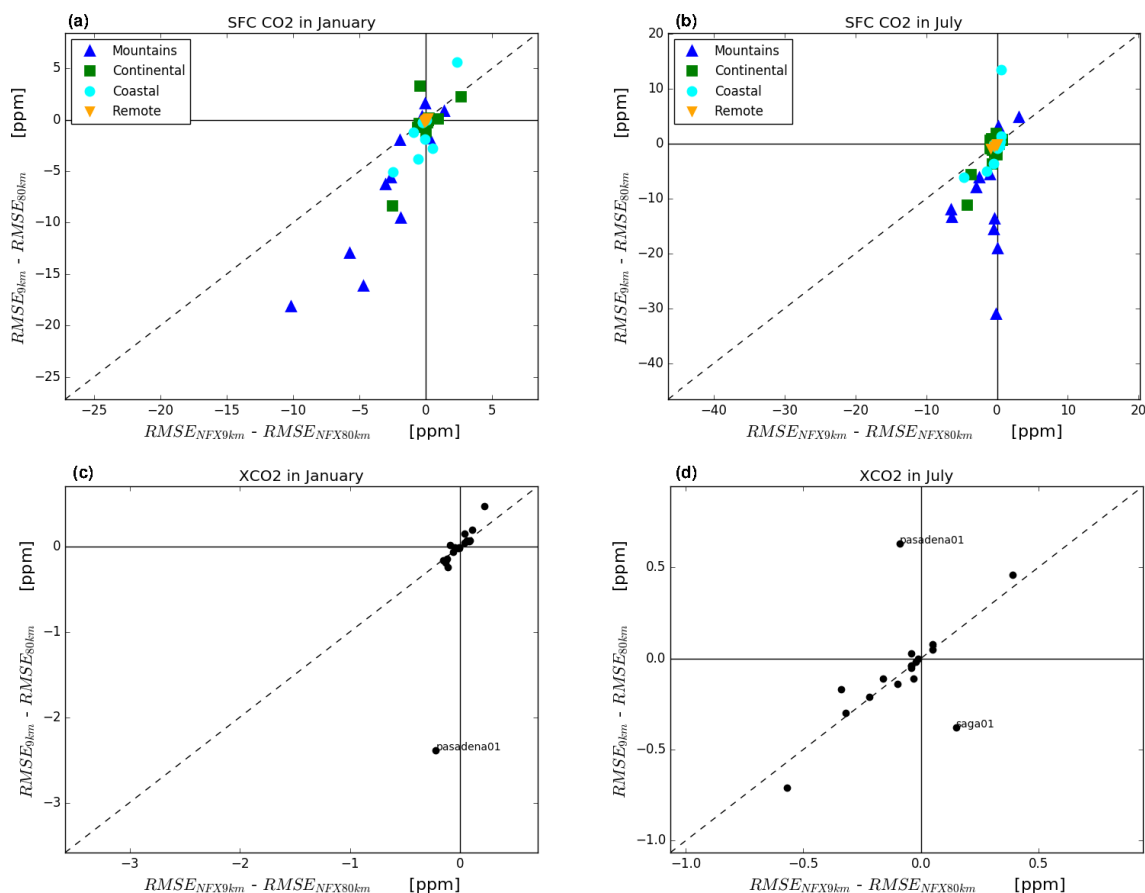 (a) SFC CO2 in January
[ppm]
RMSE9km - RMSE80km
Mountains
Continental
Coastal
Remote
5
0
−5
−10
−15
−20
−25
−25 −20 −15 −10 −5 0 5
RMSENFX9km - RMSENFX80km [ppm]
(b) SFC CO2 in July
[ppm]
RMSE9km - RMSE80km
Mountains
Continental
Coastal
Remote
20
10
0
−10
−20
−30
−40
−40 −30 −20 −10 0 10 20
RMSENFX9km - RMSENFX80km [ppm]
(c) XCO2 in January
[ppm]
RMSE9km - RMSE80km
0
−1
−2
−3
pasadena01
−3 −2 −1 0
RMSENFX9km - RMSENFX80km [ppm]
(d) XCO2 in July
[ppm]
RMSE9km - RMSE80km
pasadena01
0.5
0.0
−0.5
−1.0
saga01
−1.0 −0.5 0.0 0.5
RMSENFX9km - RMSENFX80km [ppm]